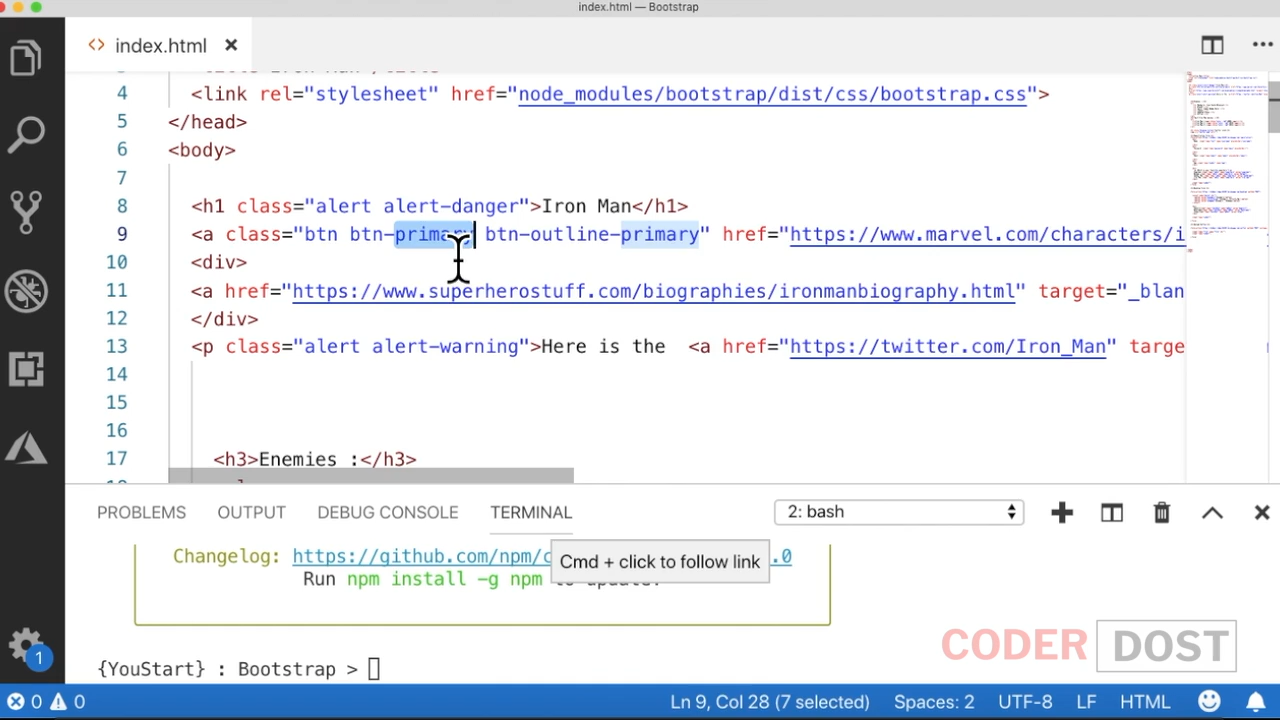 index.html — Bootstrap
<> index.html ×
4 <link rel="stylesheet" href="node_modules/bootstrap/dist/css/bootstrap.css">
5 </head>
6 <body>
7
8 <h1 class="alert alert-danger">Iron Man</h1>
9 <a class="btn btn-primary btn-outline-primary" href="https://www.marvel.com/characters/i
10 <div>
11 <a href="https://www.superherostuff.com/biographies/ironmanbiography.html" target="_blan
12 </div>
13 <p class="alert alert-warning">Here is the <a href="https://twitter.com/Iron_Man" targe
14
15
16
17 <h3>Enemies :</h3>
PROBLEMS OUTPUT DEBUG CONSOLE TERMINAL 2: bash
Changelog: https://github.com/npm/c .0
Cmd + click to follow link
Run npm install -g npm to update.
CODER DOST
{YouStart} : Bootstrap >
1
0 0 Ln 9, Col 28 (7 selected) Spaces: 2 UTF-8 LF HTML